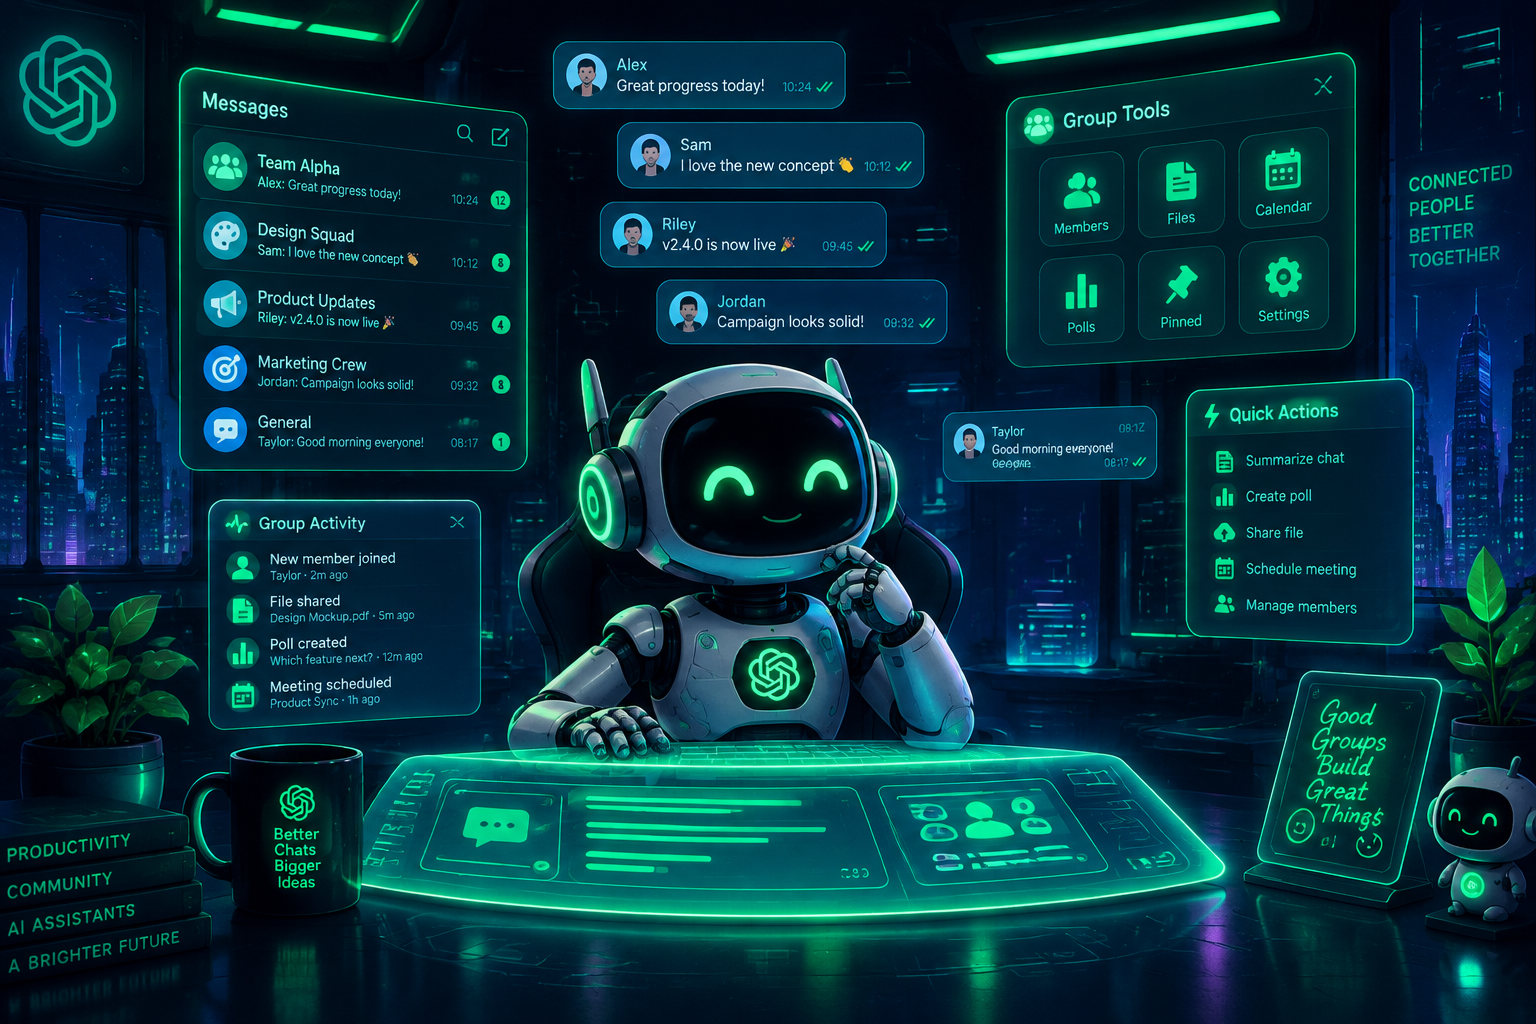 Messages
Team Alpha
Alex: Great progress today!
10:24
12
Design Squad
Sam: I love the new concept 👏
10:12
8
Product Updates
Riley: v2.4.0 is now live 🎉
09:45
4
Marketing Crew
Jordan: Campaign looks solid!
09:32
8
General
Taylor: Good morning everyone!
08:17
1
Alex
Great progress today! 10:24
Sam
I love the new concept 👏 10:12
Riley
v2.4.0 is now live 🎉 09:45
Jordan
Campaign looks solid! 09:32
Group Tools
Members
Files
Calendar
Polls
Pinned
Settings
CONNECTED
PEOPLE
BETTER
TOGETHER
Taylor
Good morning everyone!
08:17
Quick Actions
Summarize chat
Create poll
Share file
Schedule meeting
Manage members
Group Activity
New member joined
Taylor · 2m ago
File shared
Design Mockup.pdf · 5m ago
Poll created
Which feature next? · 12m ago
Meeting scheduled
Product Sync · 1h ago
Better
Chats
Bigger
Ideas
PRODUCTIVITY
COMMUNITY
AI ASSISTANTS
A BRIGHTER FUTURE
Good
Groups
Build
Great
Things